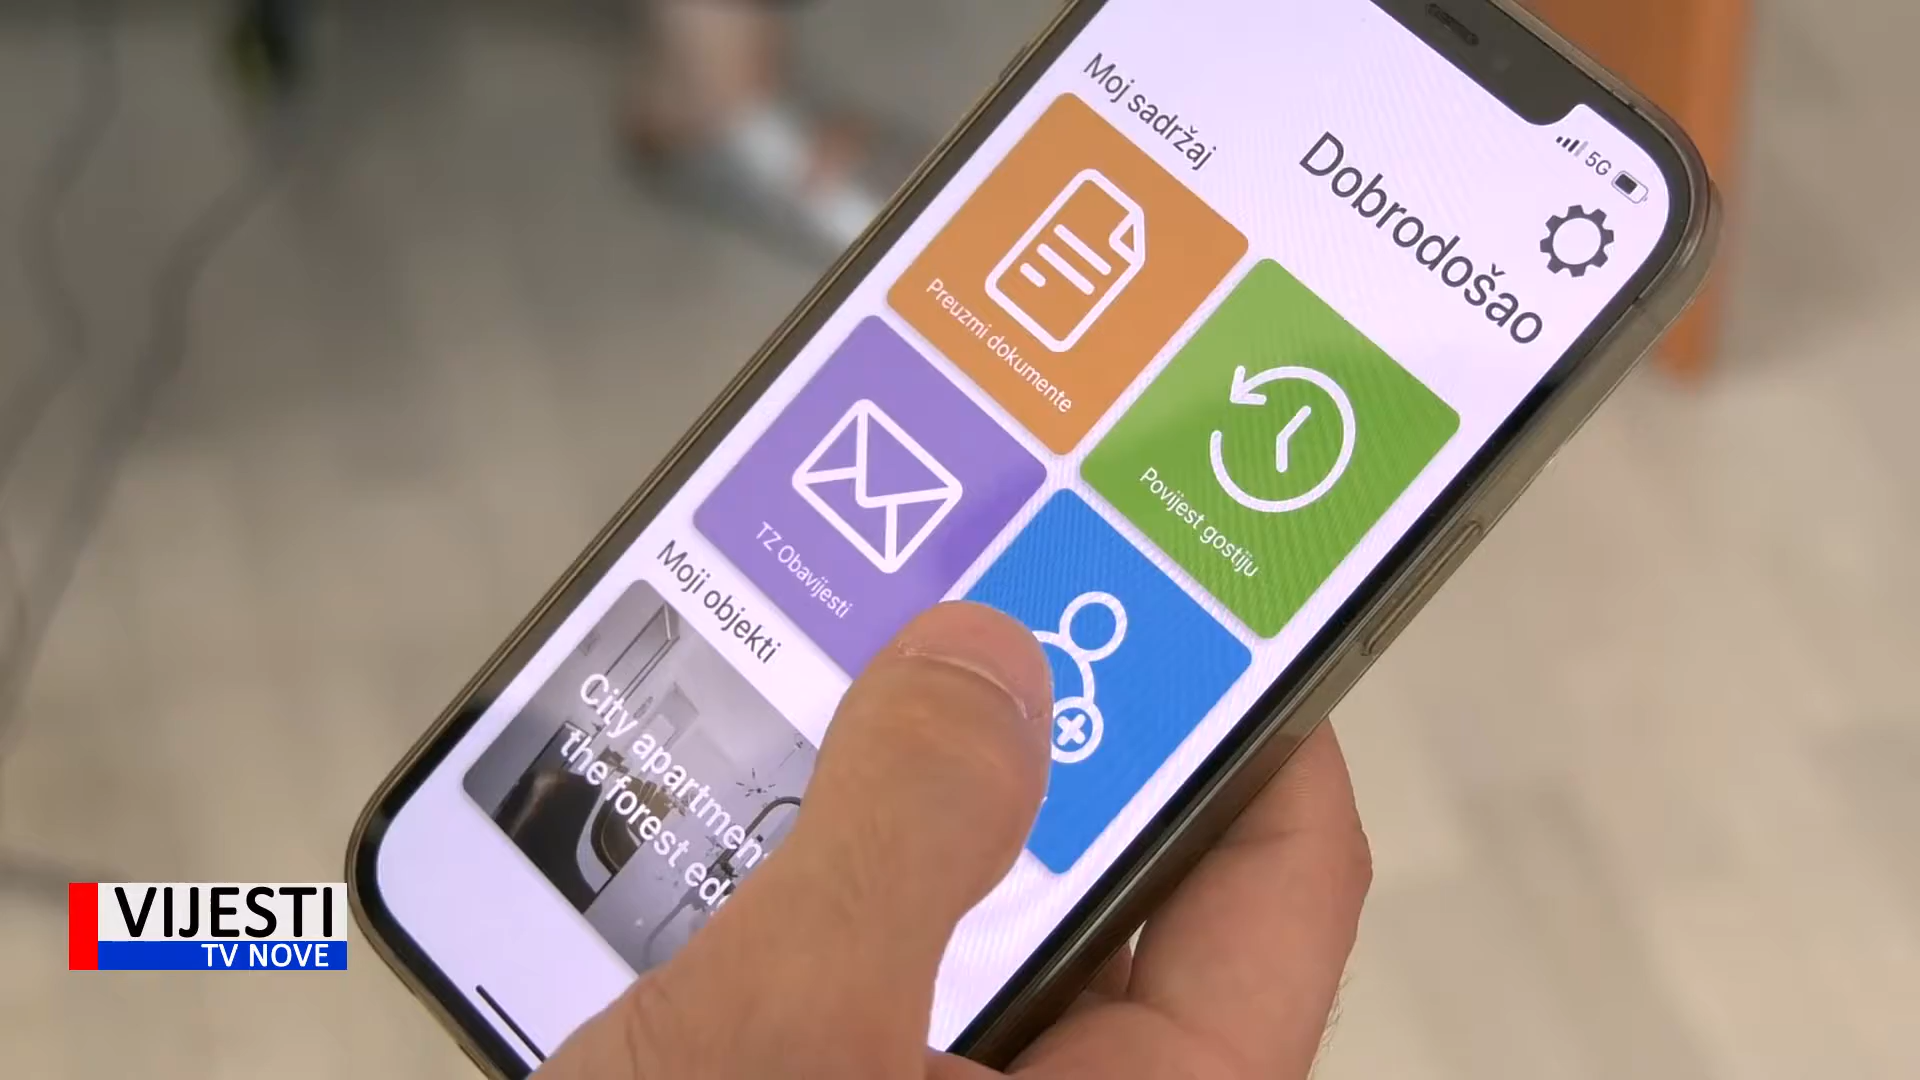 5G
Dobrodošao
Moj sadržaj
Preuzmi dokumente
Povijest gostiju
TZ Obavijesti
Moji objekti
City apartmen
the forest ed
VIJESTI
TV NOVE